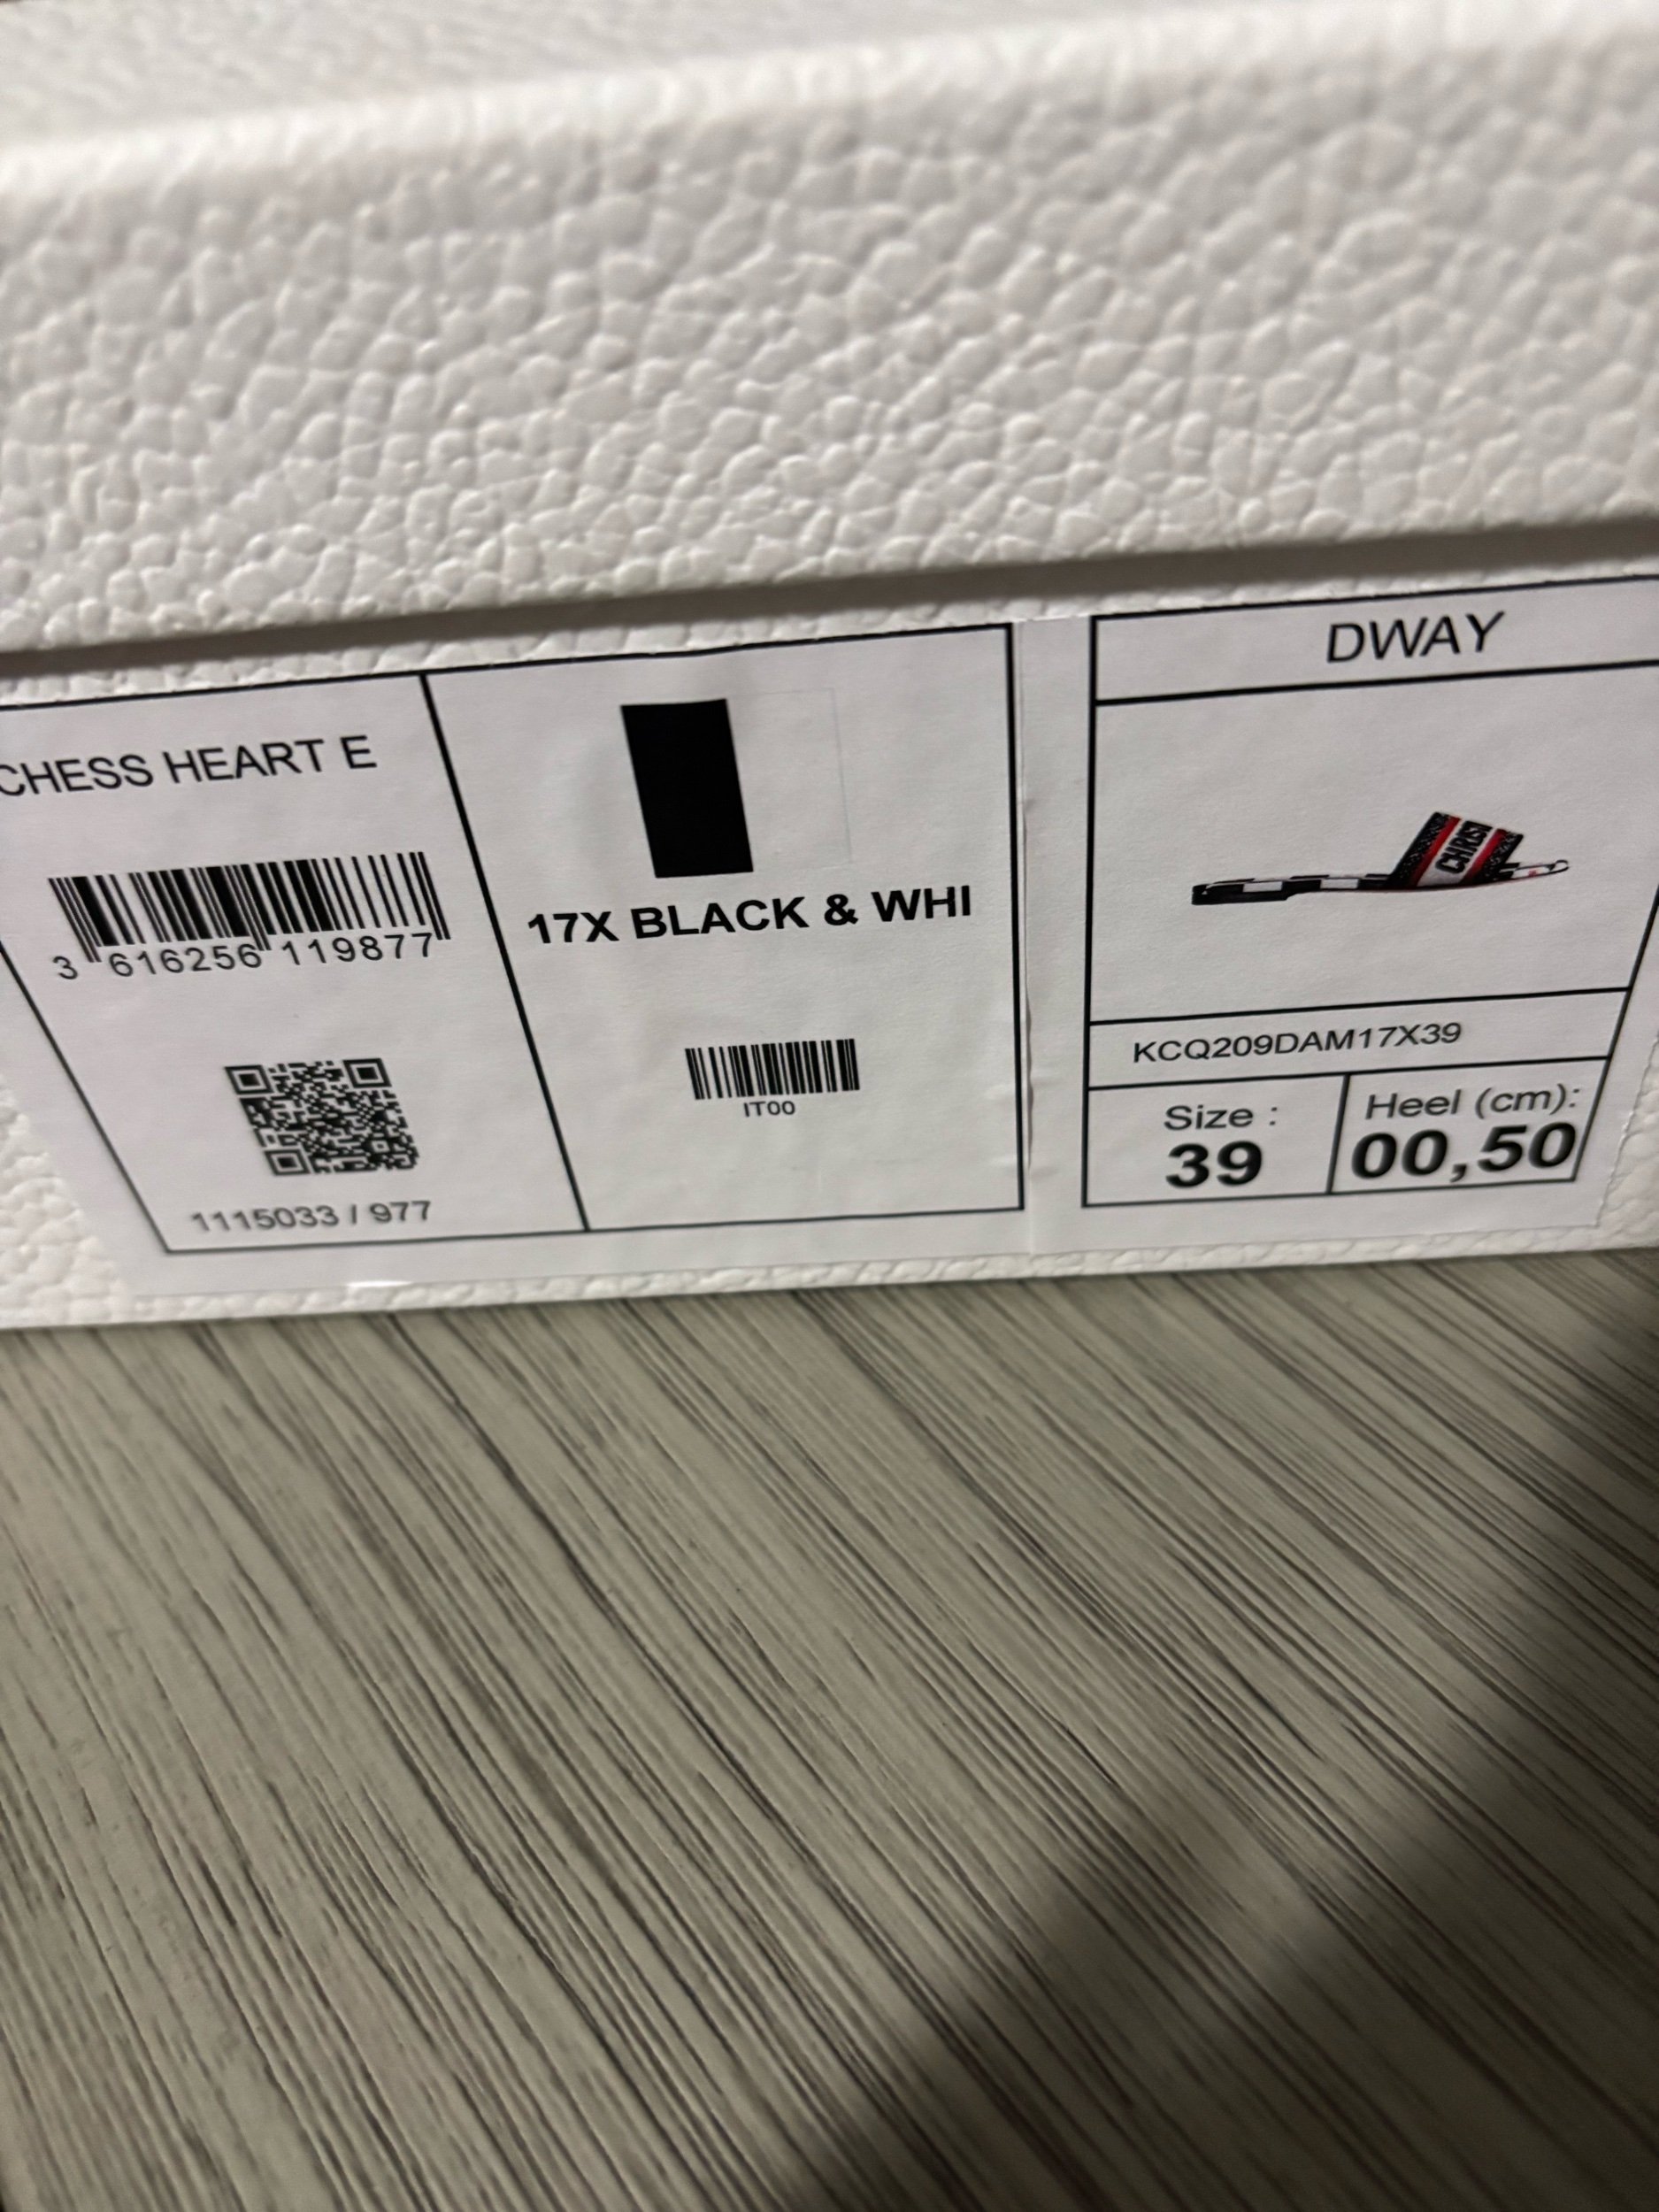 CHESS HEART E
3 616256 119877
1115033 / 977
17X BLACK & WHI
IT00
DWAY
CHRISTI
KCQ209DAM17X39
Size :
39
Heel (cm):
00,50